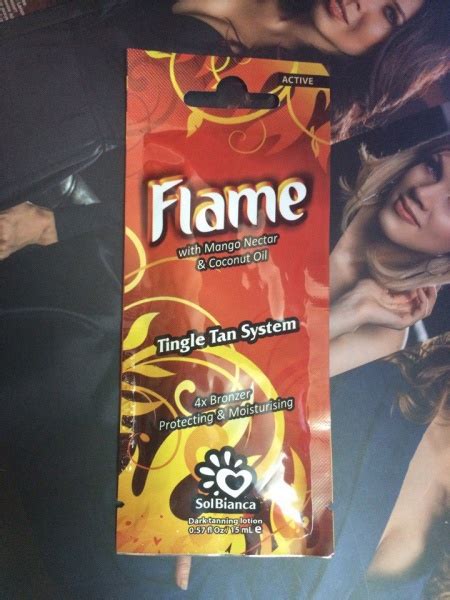 ACTIVE
Flame
with Mango Nectar
& Coconut Oil
Tingle Tan System
4x Bronzer
Protecting & Moisturising
SolBianca
Dark tanning lotion
0.57 fl Oz / 15 mL e